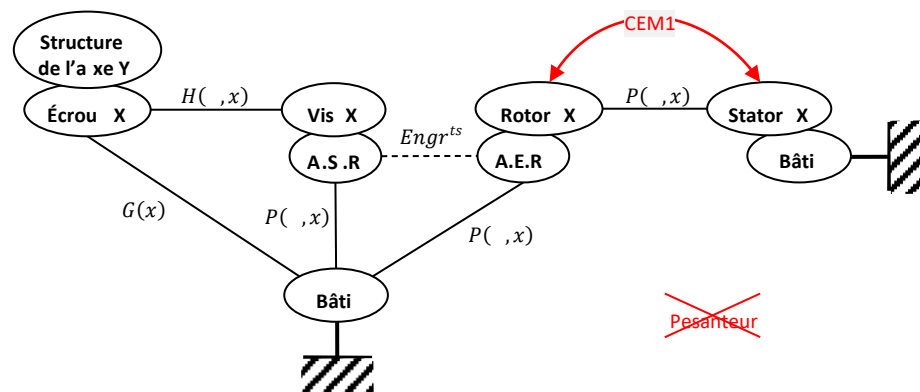 CEM1
Structure
de l'a xe Y
H( ,x)
P( ,x)
Écrou X
Vis X
Rotor X
Stator X
Engr^ts
A.S.R
A.E.R
Bâti
G(x)
P( ,x)
P( ,x)
Bâti
Pesanteur